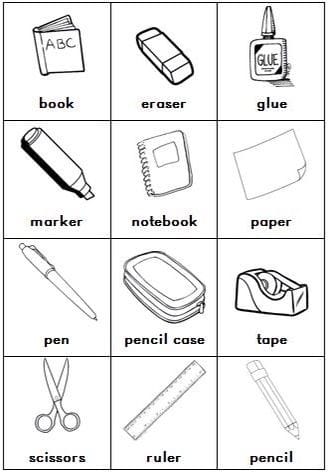 ABC
GLUE
book
eraser
glue
marker
notebook
paper
pen
pencil case
tape
scissors
ruler
pencil